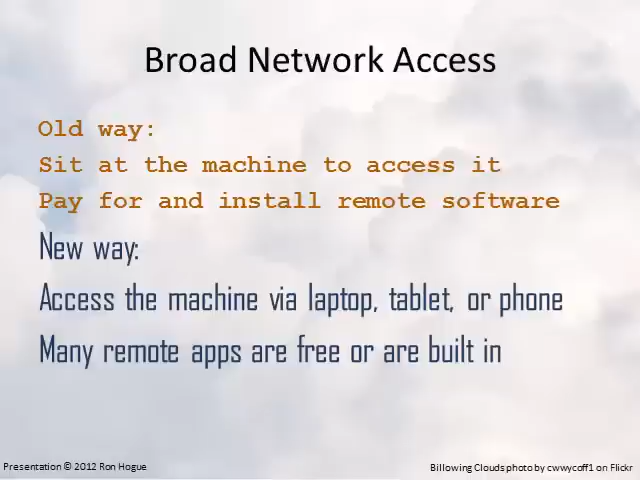 Broad Network Access
Old way:
Sit at the machine to access it
Pay for and install remote software
New way:
Access the machine via laptop, tablet, or phone
Many remote apps are free or are built in
Presentation © 2012 Ron Hogue
Billowing Clouds photo by cwwycoff1 on Flickr